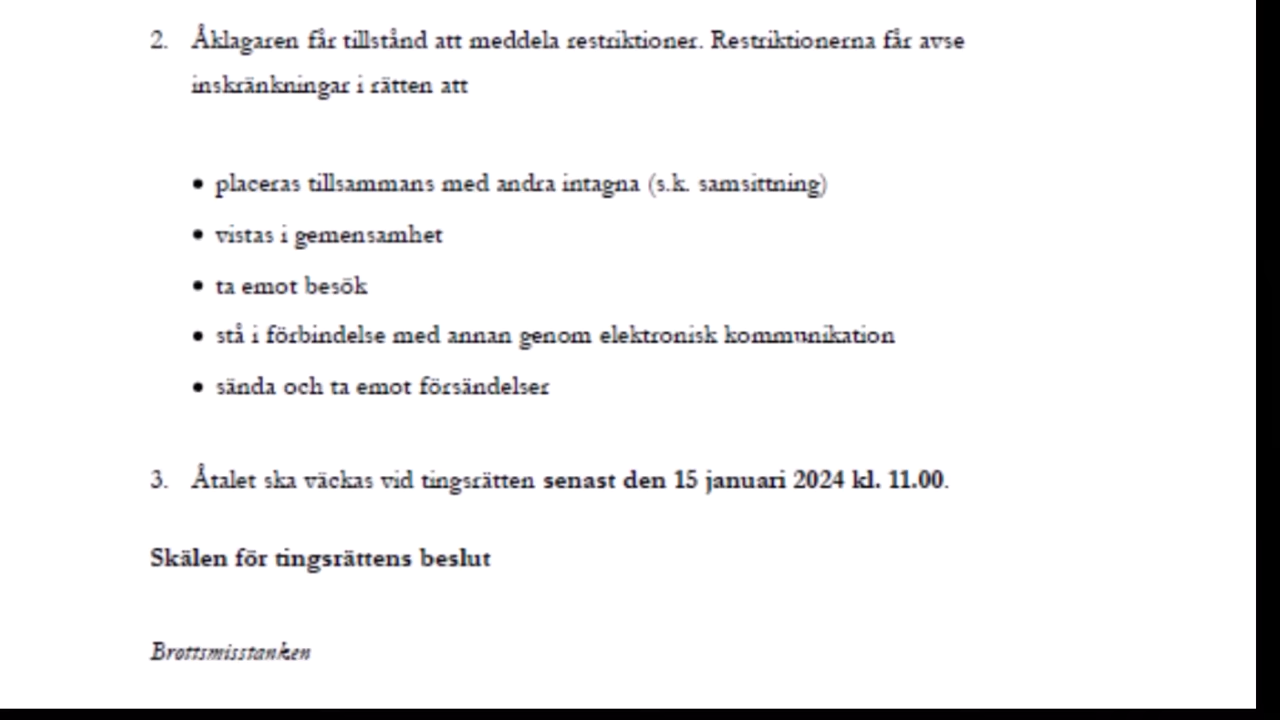 2. Åklagaren får tillstånd att meddela restriktioner. Restriktionerna får avse
inskränkningar i rätten att
• placeras tillsammans med andra intagna (s.k. samsittning)
• vistas i gemensamhet
• ta emot besök
• stå i förbindelse med annan genom elektronisk kommunikation
• sända och ta emot försändelser
3. Åtalet ska väckas vid tingsrätten senast den 15 januari 2024 kl. 11.00.
Skälen för tingsrättens beslut
Brottsmisstanken